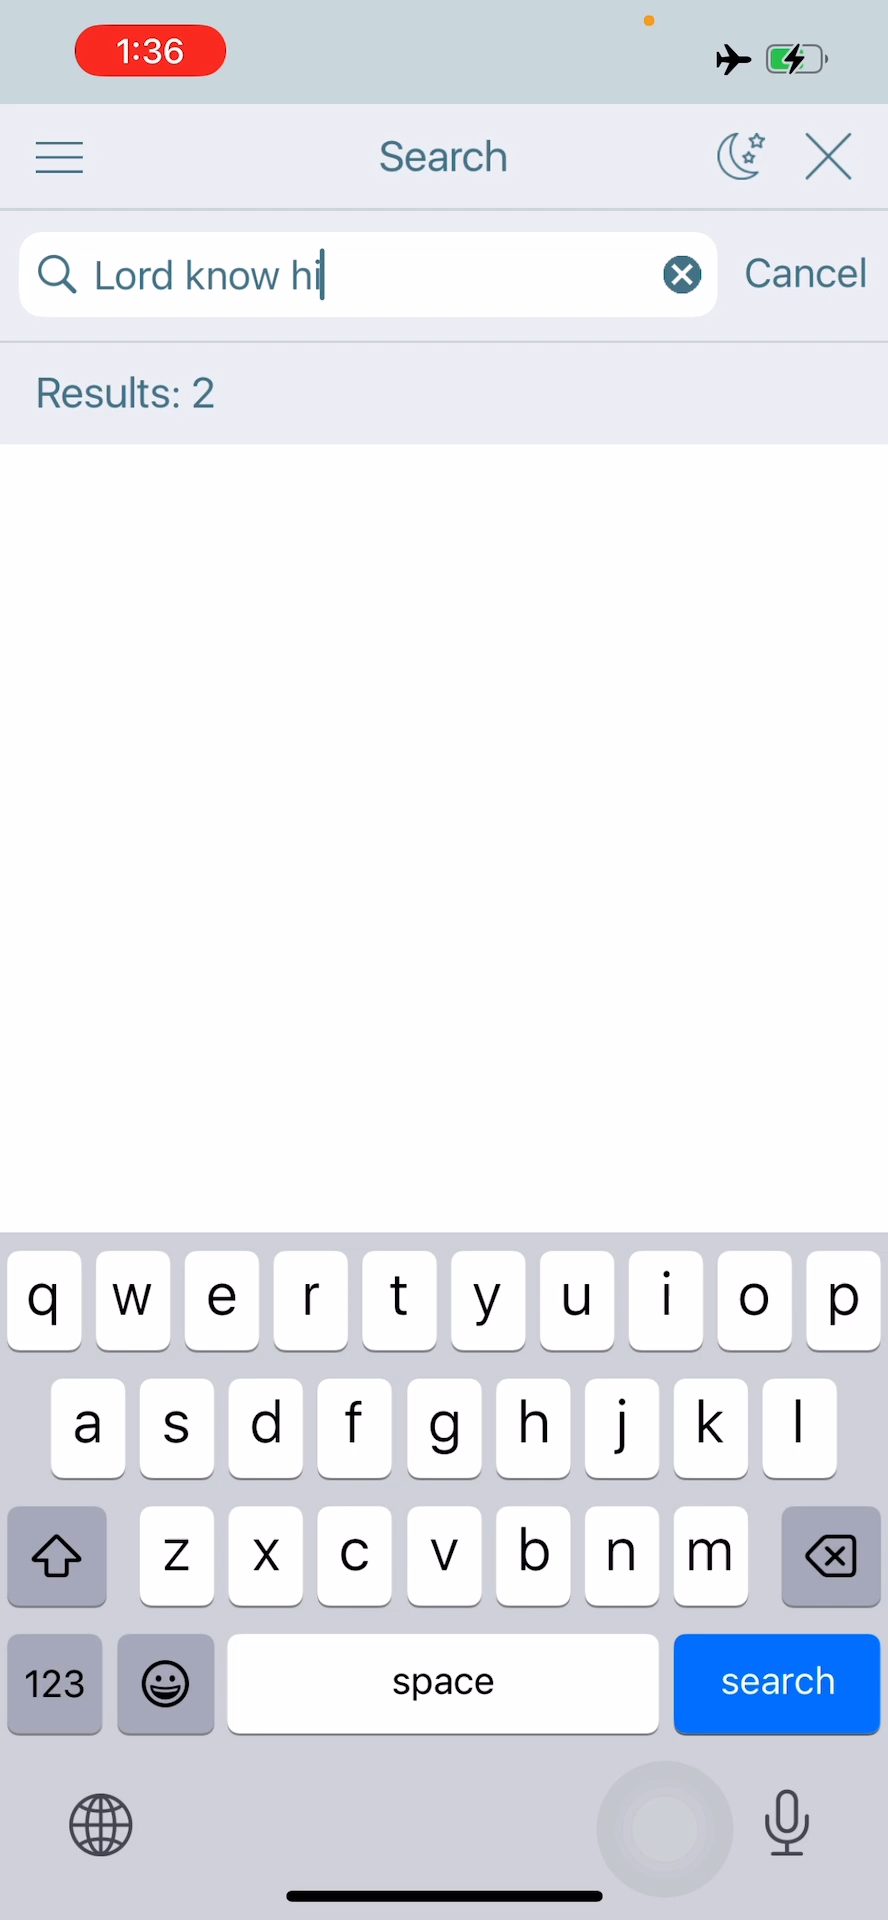 1:36
Search
Lord know hi
Cancel
Results: 2
q w e r t y u i o p
a s d f g h j k l
z x c v b n m
123 space search